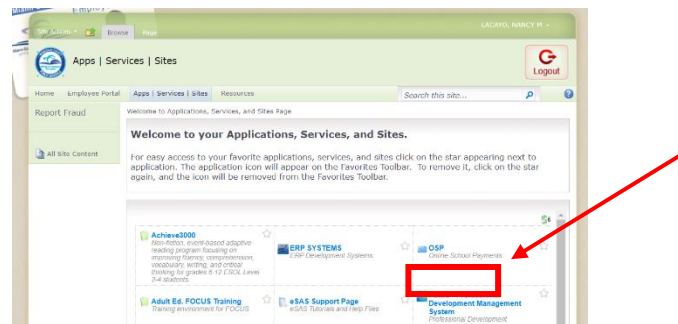 LACAYO, NANCY M.
Site Actions
Browse
Page
Apps | Services | Sites
Logout
Home
Employee Portal
Apps | Services | Sites
Resources
Search this site...
Report Fraud
Welcome to Applications, Services, and Sites Page
All Site Content
Welcome to your Applications, Services, and Sites.
For easy access to your favorite applications, services, and sites click on the star appearing next to
application. The application icon will appear on the Favorites Toolbar. To remove it, click on the star
again, and the icon will be removed from the Favorites Toolbar.
Achieve3000
Non-fiction, event-based adaptive
reading program focusing on
improving fluency, comprehension,
vocabulary, writing, and critical
thinking for grades 6-12 ESOL Level
3-4 students.
ERP SYSTEMS
ERP Development Systems.
OSP
Online School Payments
Adult Ed. FOCUS Training
Training environment for FOCUS
eSAS Support Page
eSAS Tutorials and Help Files
Development Management
System
Professional Development